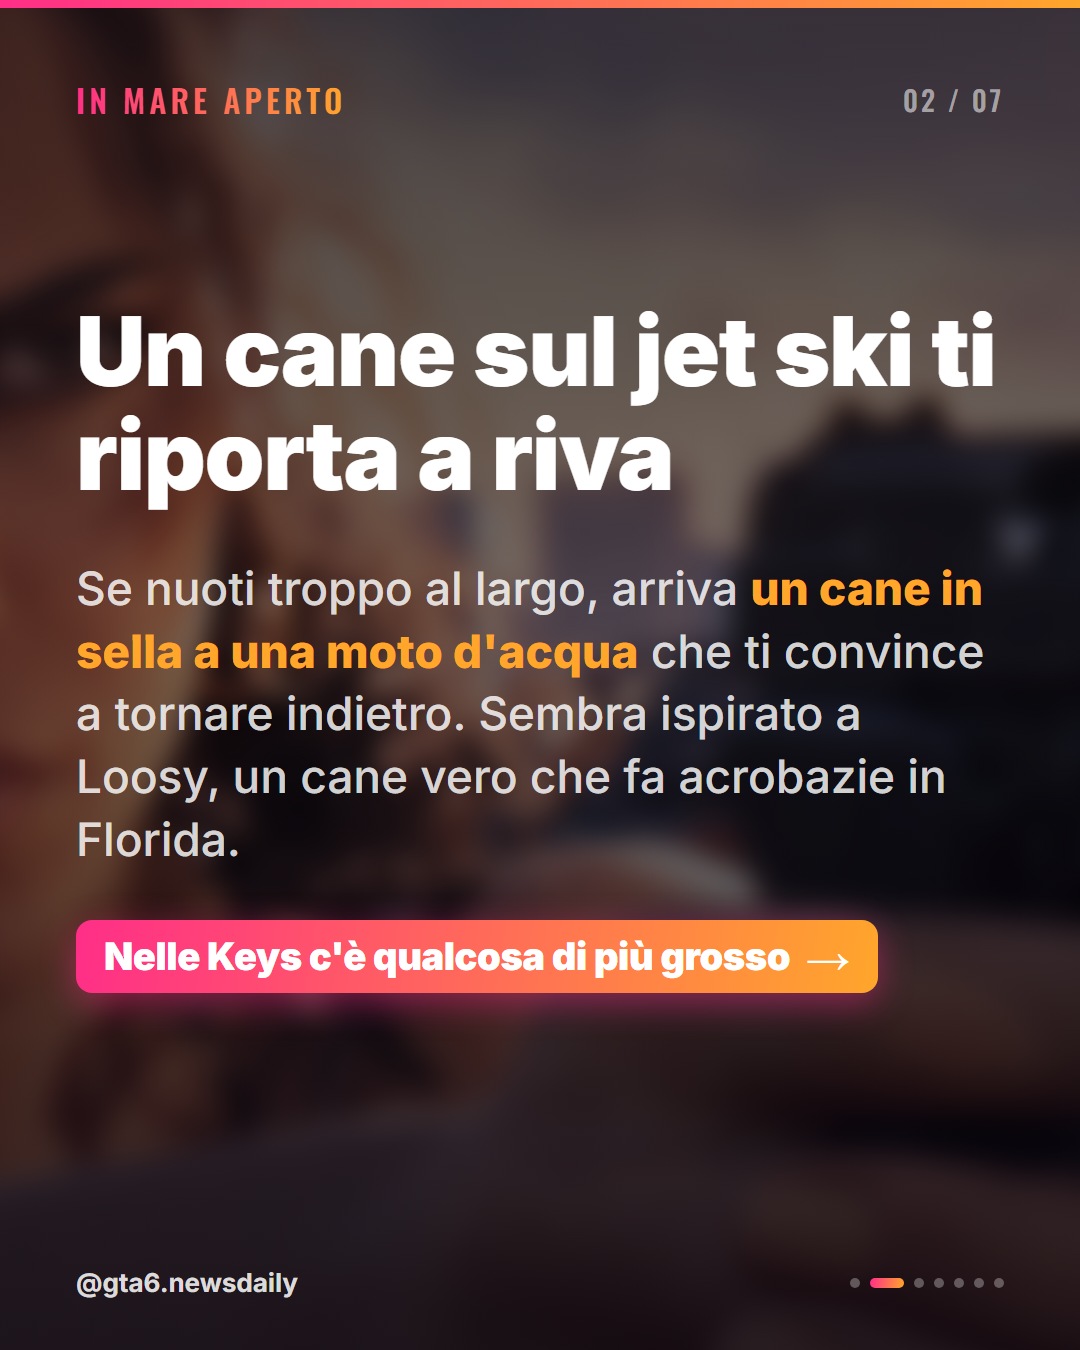 IN MARE APERTO
02 / 07
Un cane sul jet ski ti
riporta a riva
Se nuoti troppo al largo, arriva un cane in
sella a una moto d'acqua che ti convince
a tornare indietro. Sembra ispirato a
Loosy, un cane vero che fa acrobazie in
Florida.
Nelle Keys c'è qualcosa di più grosso →
@gta6.newsdaily